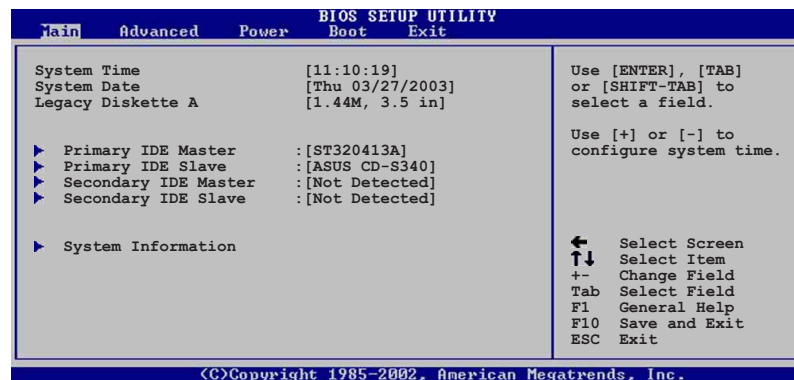 BIOS SETUP UTILITY
Main Advanced Power Boot Exit
System Time [11:10:19]
System Date [Thu 03/27/2003]
Legacy Diskette A [1.44M, 3.5 in]
Primary IDE Master :[ST320413A]
Primary IDE Slave :[ASUS CD-S340]
Secondary IDE Master :[Not Detected]
Secondary IDE Slave :[Not Detected]
System Information
Use [ENTER], [TAB]
or [SHIFT-TAB] to
select a field.
Use [+] or [-] to
configure system time.
← Select Screen
↑↓ Select Item
+- Change Field
Tab Select Field
F1 General Help
F10 Save and Exit
ESC Exit
(C)Copyright 1985-2002, American Megatrends, Inc.